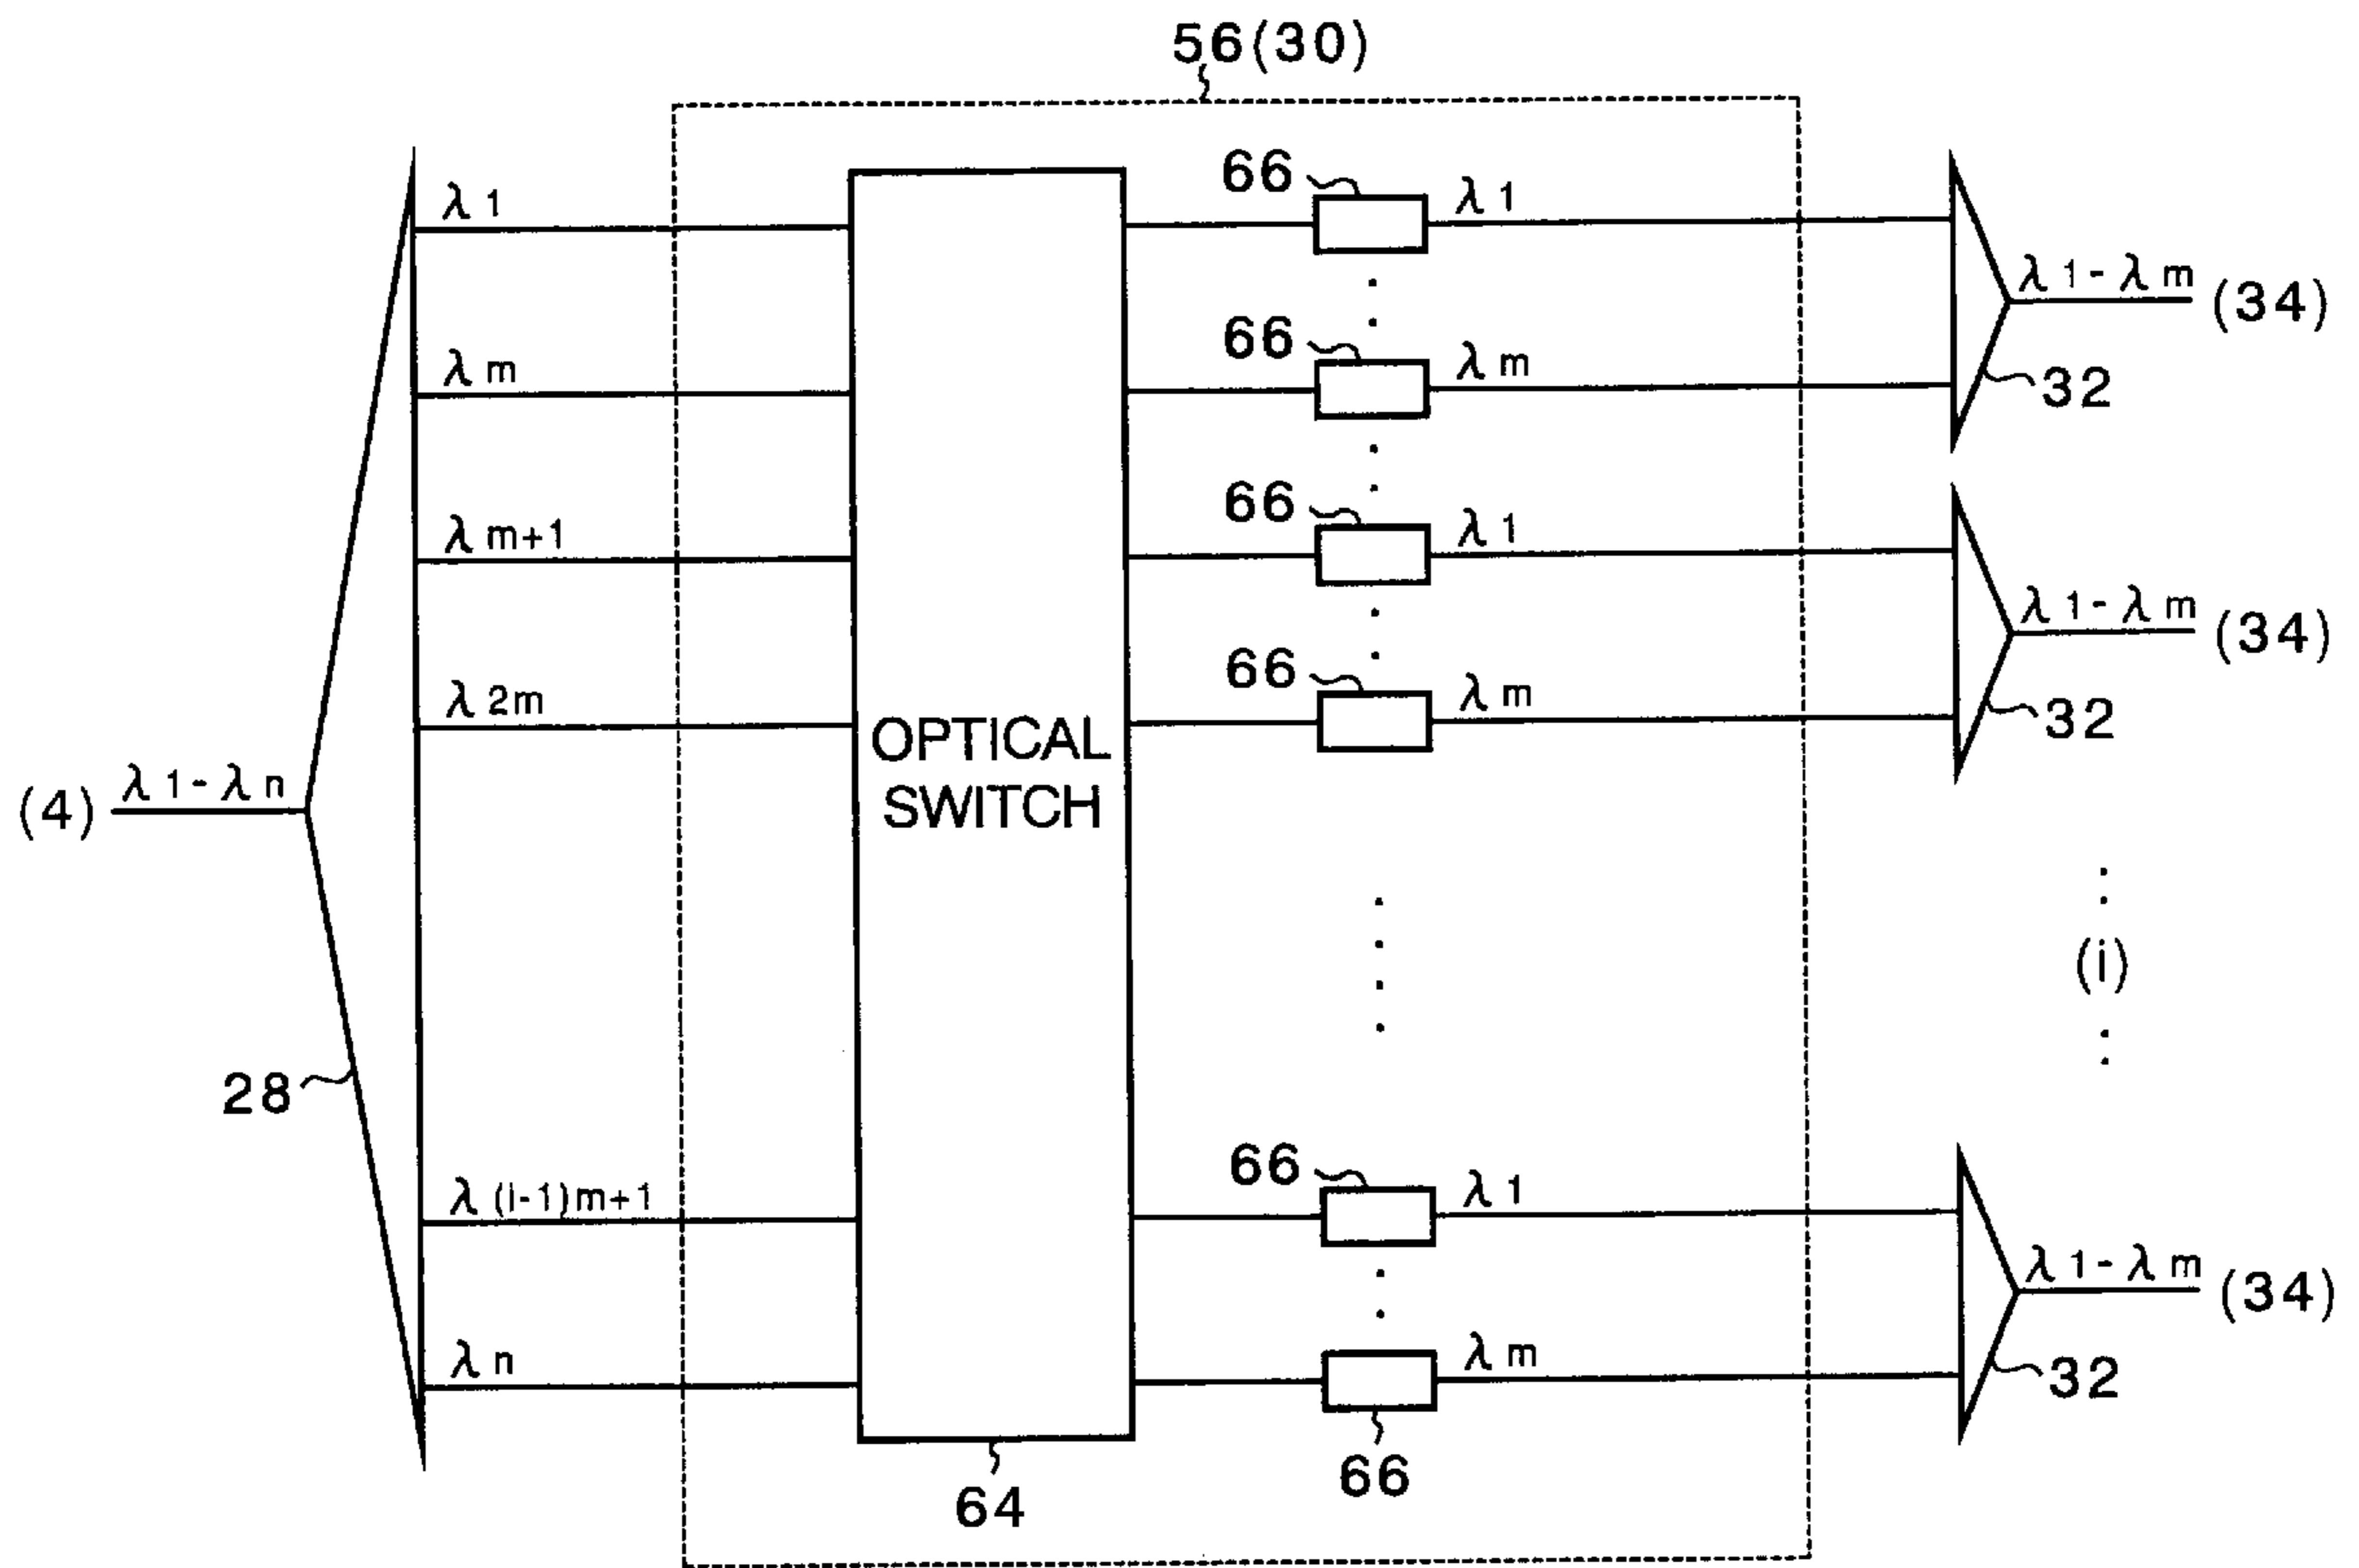 56(30)
66
λ1
λ1
λ1-λm
(34)
66
λm
λm
32
66
λm+1
λ1
λ1-λm
(34)
66
λ2m
λm
32
OPTICAL
SWITCH
(4)
λ1-λn
(i)
28
66
λ(i-1)m+1
λ1
λ1-λm
(34)
λn
λm
32
66
64